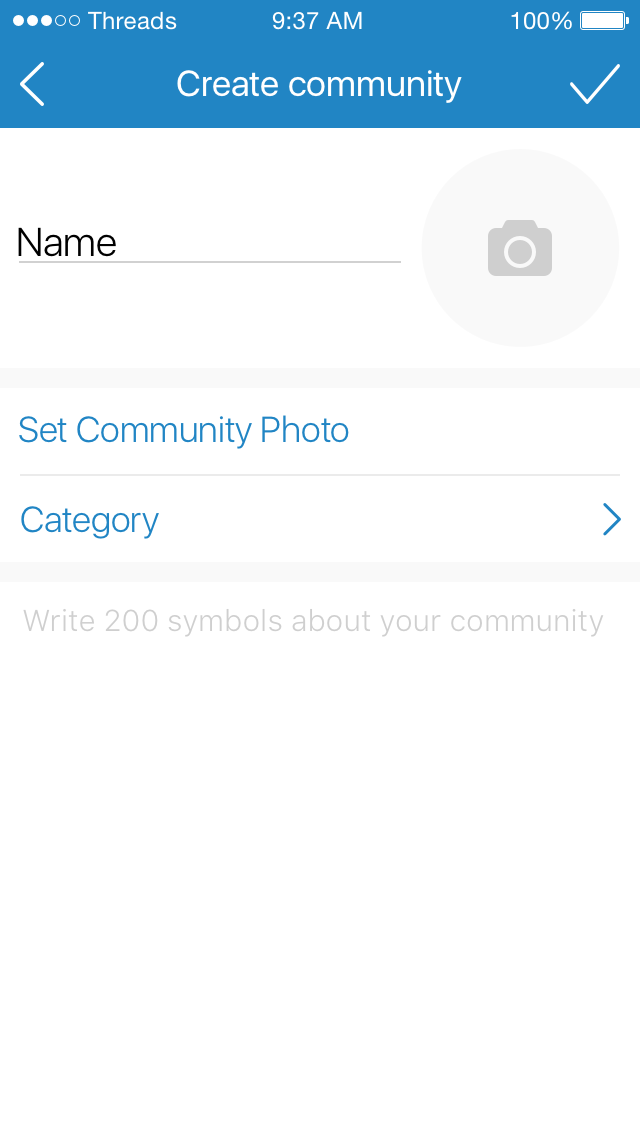 Threads 9:37 AM 100%
Create community
Name
Set Community Photo
Category
Write 200 symbols about your community